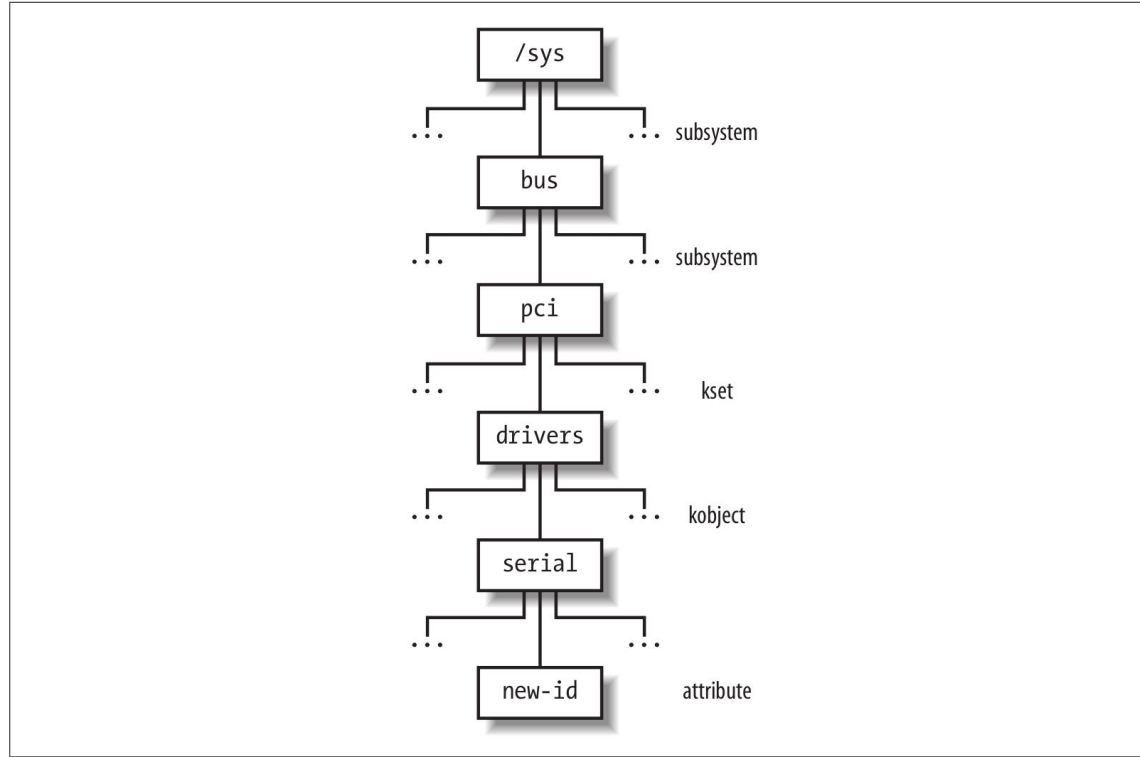 /sys
... ... subsystem
bus
... ... subsystem
pci
... ... kset
drivers
... ... kobject
serial
... ...
new-id attribute